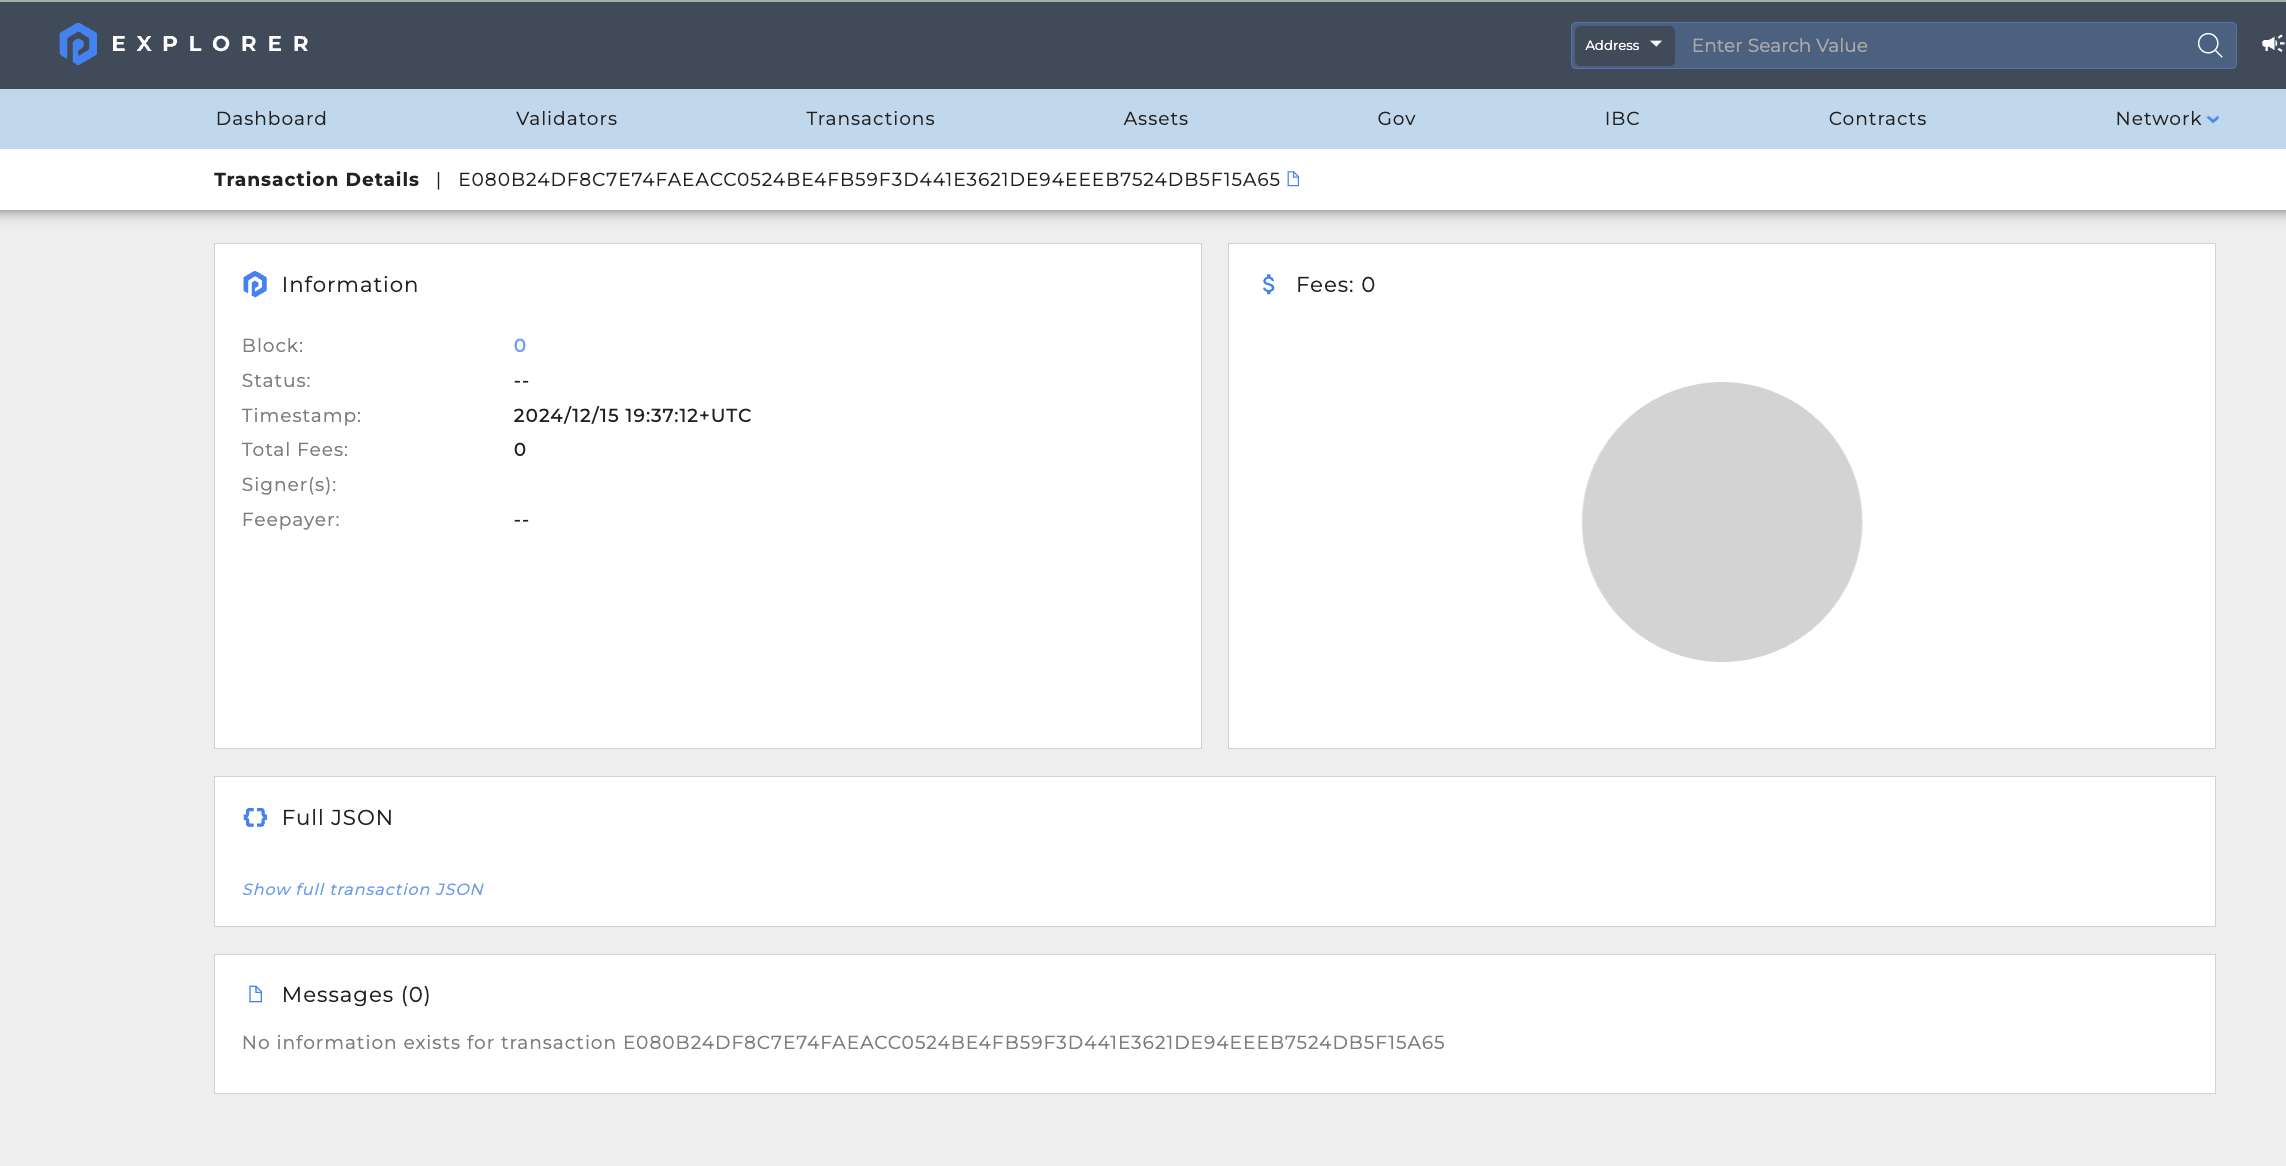 EXPLORER
Address Enter Search Value
Dashboard Validators Transactions Assets Gov IBC Contracts Network
Transaction Details | E080B24DF8C7E74FAEACC0524BE4FB59F3D441E3621DE94EEEB7524DB5F15A65
Information
Block: 0
Status: --
Timestamp: 2024/12/15 19:37:12+UTC
Total Fees: 0
Signer(s):
Feepayer: --
$ Fees: 0
Full JSON
Show full transaction JSON
Messages (0)
No information exists for transaction E080B24DF8C7E74FAEACC0524BE4FB59F3D441E3621DE94EEEB7524DB5F15A65